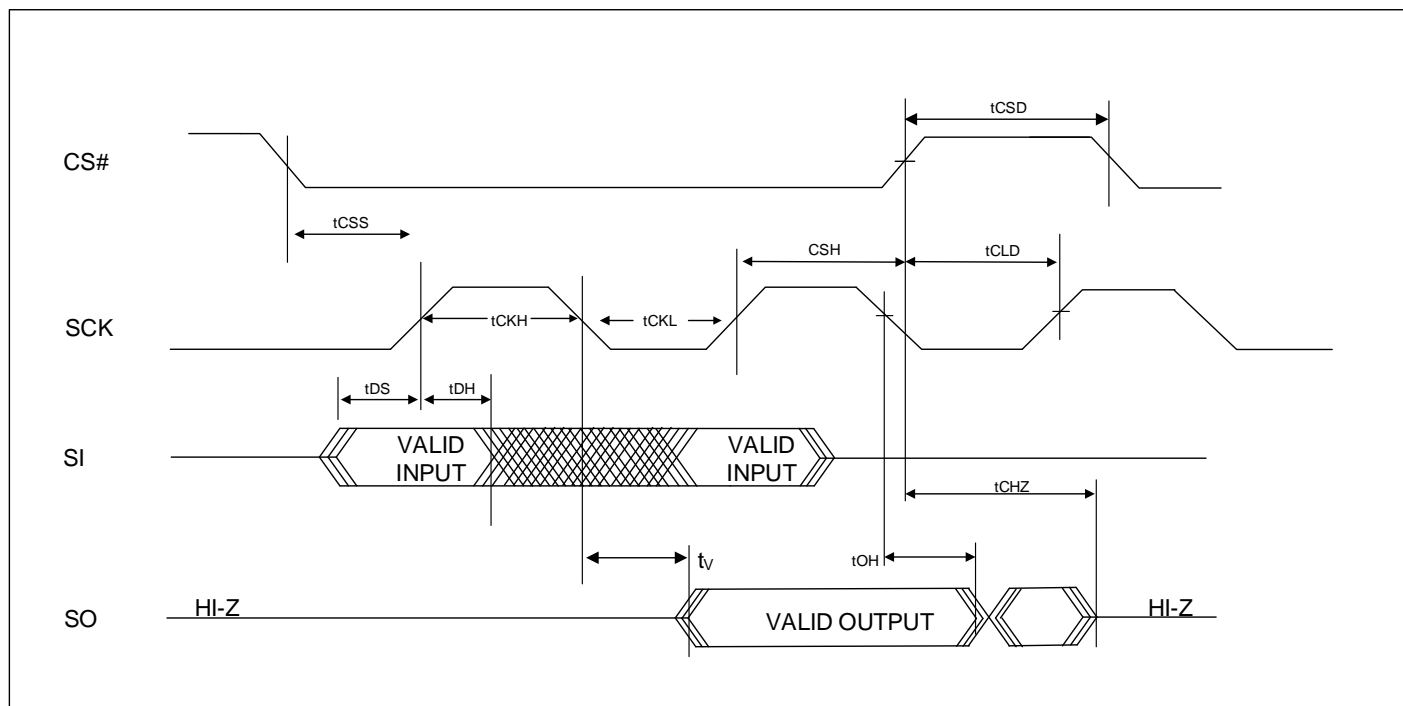 tCSD
CS#
tCSS
CSH
tCLD
SCK
tCKH
tCKL
tDS
tDH
SI
VALID
INPUT
VALID
INPUT
tCHZ
tV
tOH
SO
HI-Z
VALID OUTPUT
HI-Z